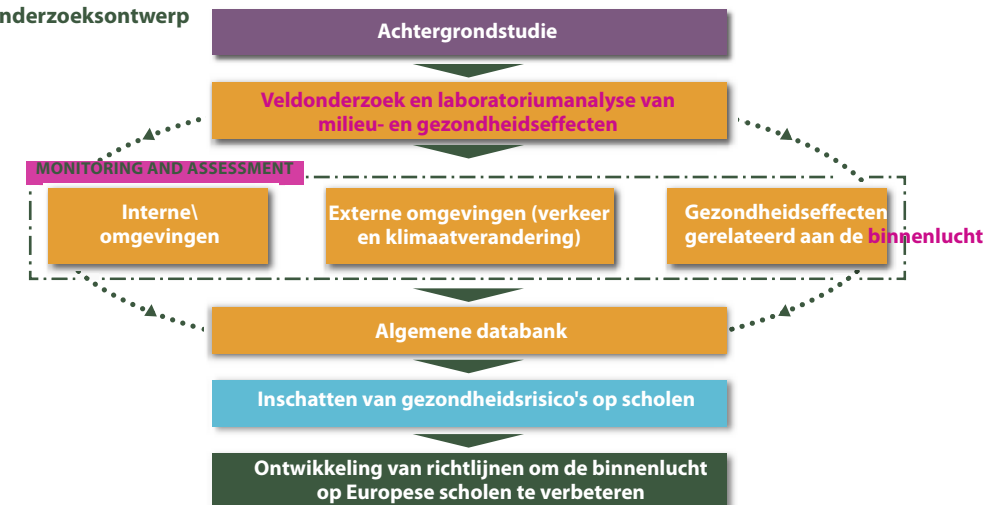 nderzoeksontwerp
Achtergrondstudie
Veldonderzoek en laboratoriumanalyse van
milieu- en gezondheidseffecten
MONITORING AND ASSESSMENT
Interne\
omgevingen
Externe omgevingen (verkeer
en klimaatverandering)
Gezondheidseffecten
gerelateerd aan de binnenlucht
Algemene databank
Inschatten van gezondheidsrisico's op scholen
Ontwikkeling van richtlijnen om de binnenlucht
op Europese scholen te verbeteren